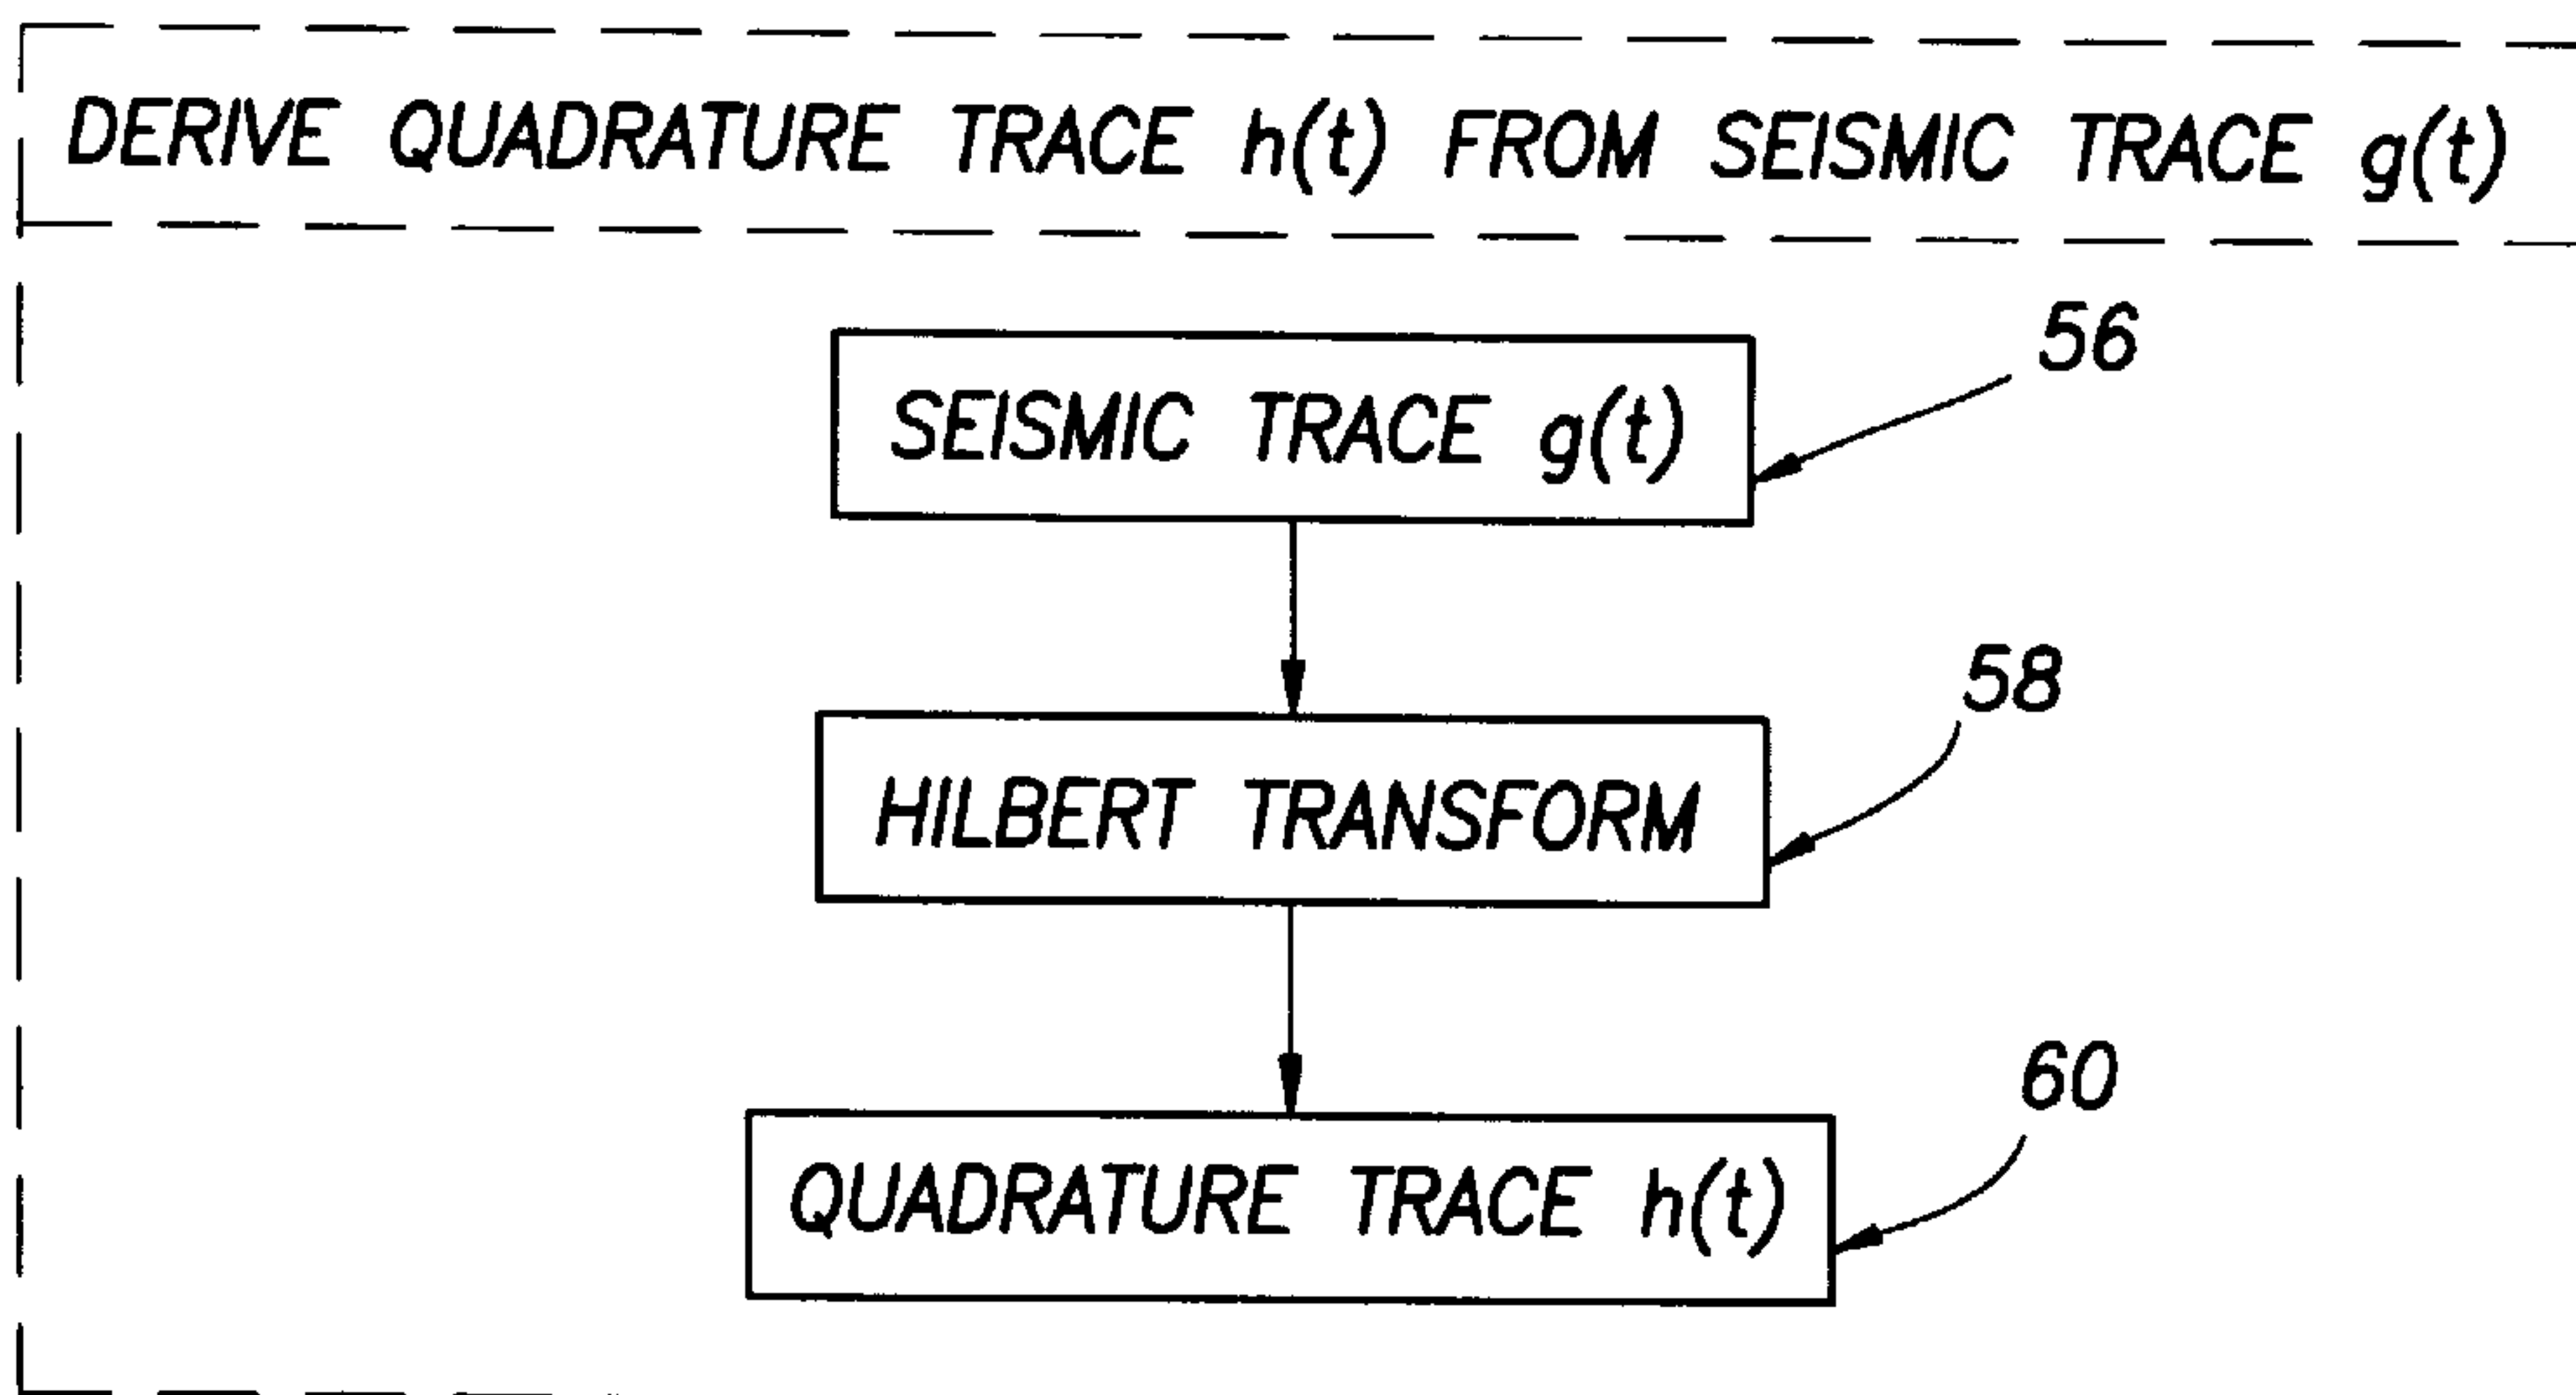 DERIVE QUADRATURE TRACE h(t) FROM SEISMIC TRACE g(t)
56
SEISMIC TRACE g(t)
58
HILBERT TRANSFORM
60
QUADRATURE TRACE h(t)